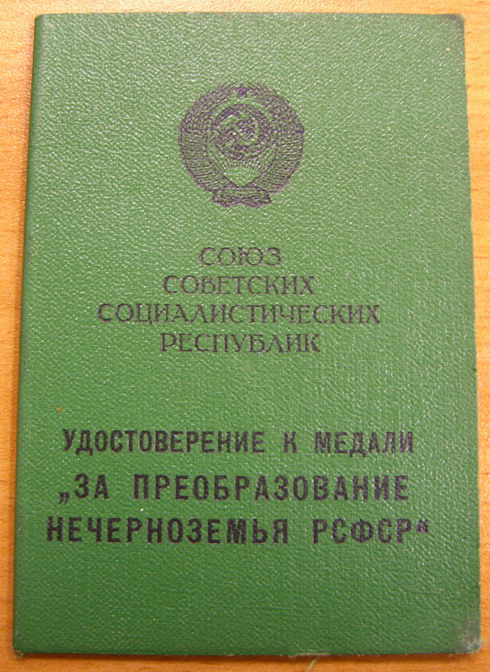 СОЮЗ
СОВЕТСКИХ
СОЦИАЛИСТИЧЕСКИХ
РЕСПУБЛИК
УДОСТОВЕРЕНИЕ К МЕДАЛИ
„ЗА ПРЕОБРАЗОВАНИЕ
НЕЧЕРНОЗЕМЬЯ РСФСР“